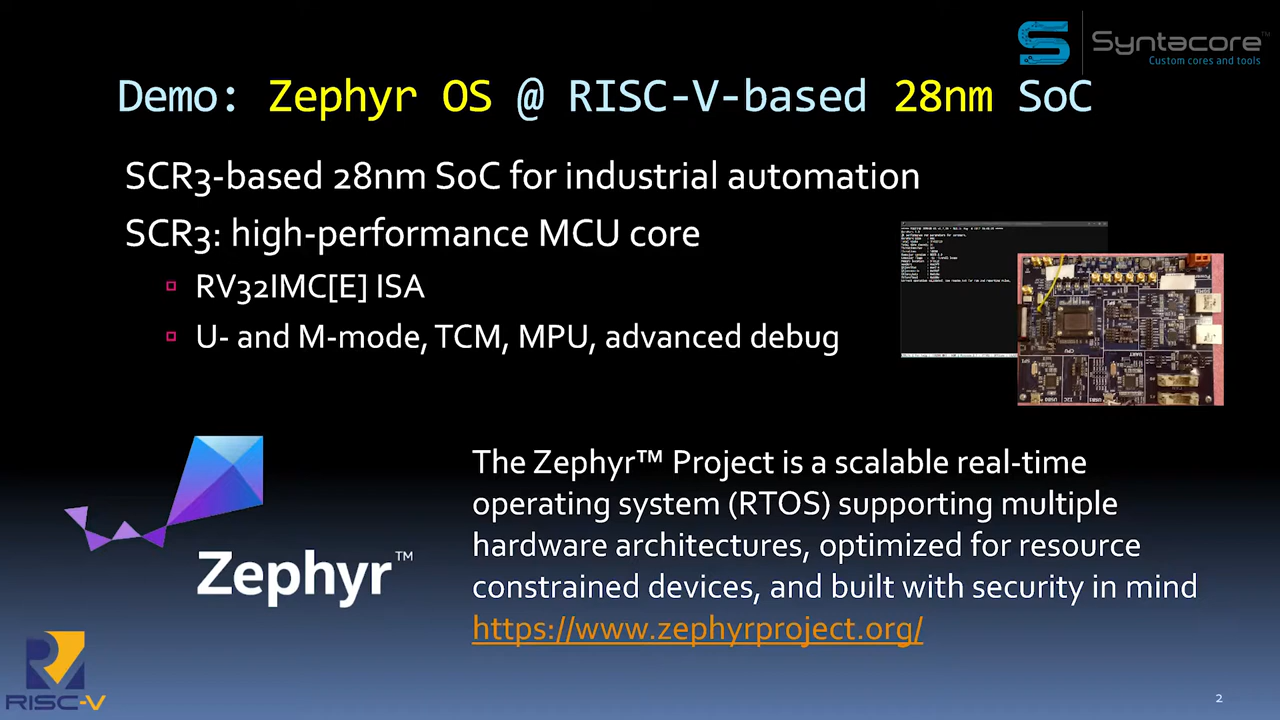 Syntacore™
Custom cores and tools
Demo: Zephyr OS @ RISC-V-based 28nm SoC
SCR3-based 28nm SoC for industrial automation
SCR3: high-performance MCU core
RV32IMC[E] ISA
U- and M-mode, TCM, MPU, advanced debug
The Zephyr™ Project is a scalable real-time
operating system (RTOS) supporting multiple
hardware architectures, optimized for resource
constrained devices, and built with security in mind
https://www.zephyrproject.org/
Zephyr™
RISC-V
2